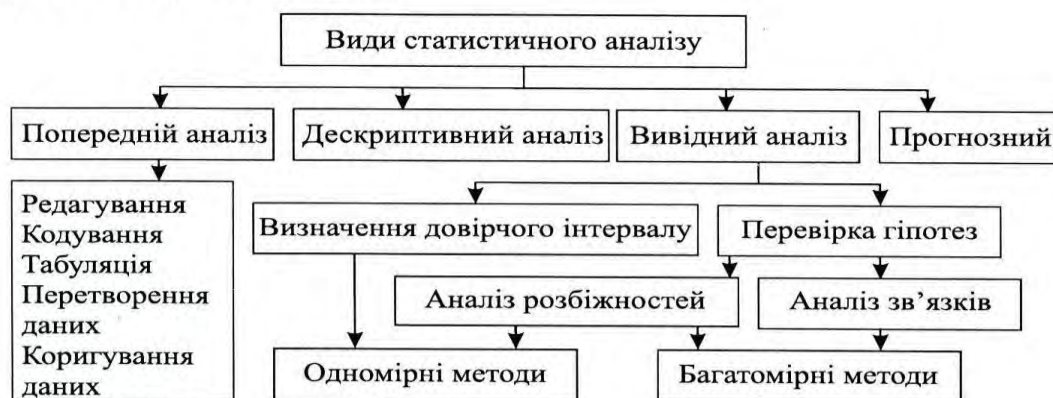 Види статистичного аналізу
Попередній аналіз
Дескриптивний аналіз
Вивідний аналіз
Прогнозний
Редагування
Кодування
Табуляція
Перетворення
даних
Коригування
даних
Визначення довірчого інтервалу
Перевірка гіпотез
Аналіз розбіжностей
Аналіз зв’язків
Одномірні методи
Багатомірні методи